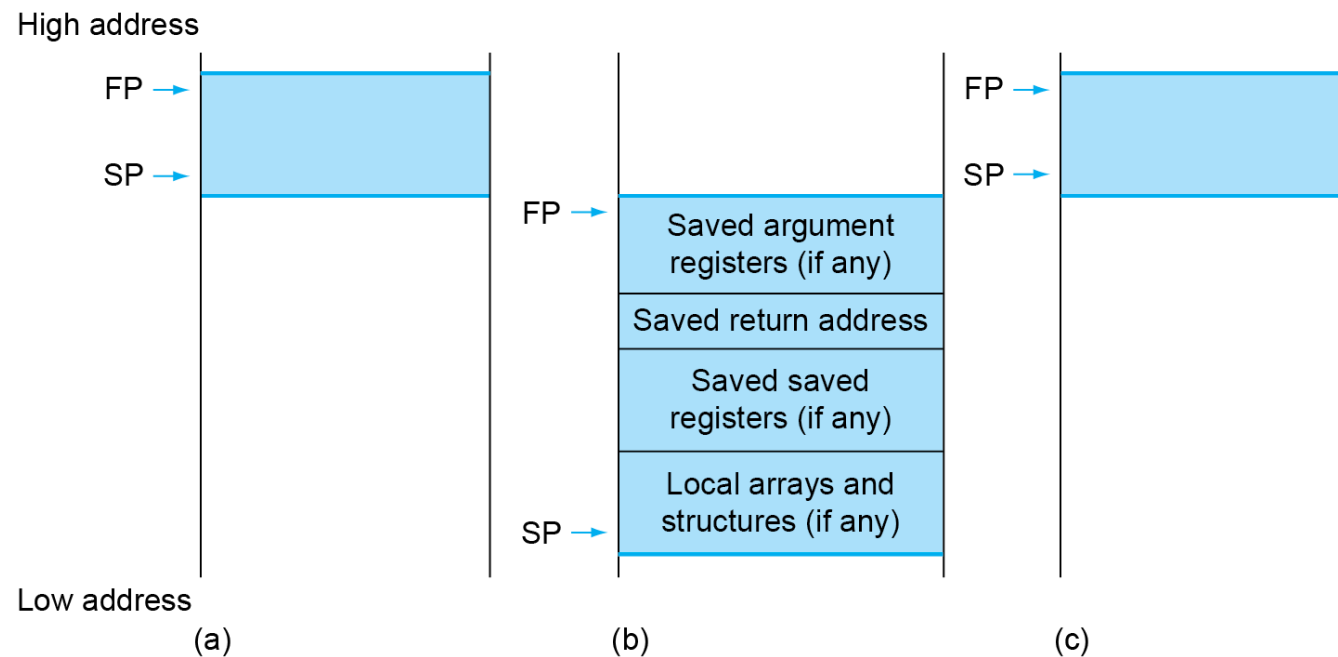 High address
FP
SP
FP
Saved argument
registers (if any)
Saved return address
Saved saved
registers (if any)
Local arrays and
structures (if any)
SP
FP
SP
Low address
(a)
(b)
(c)